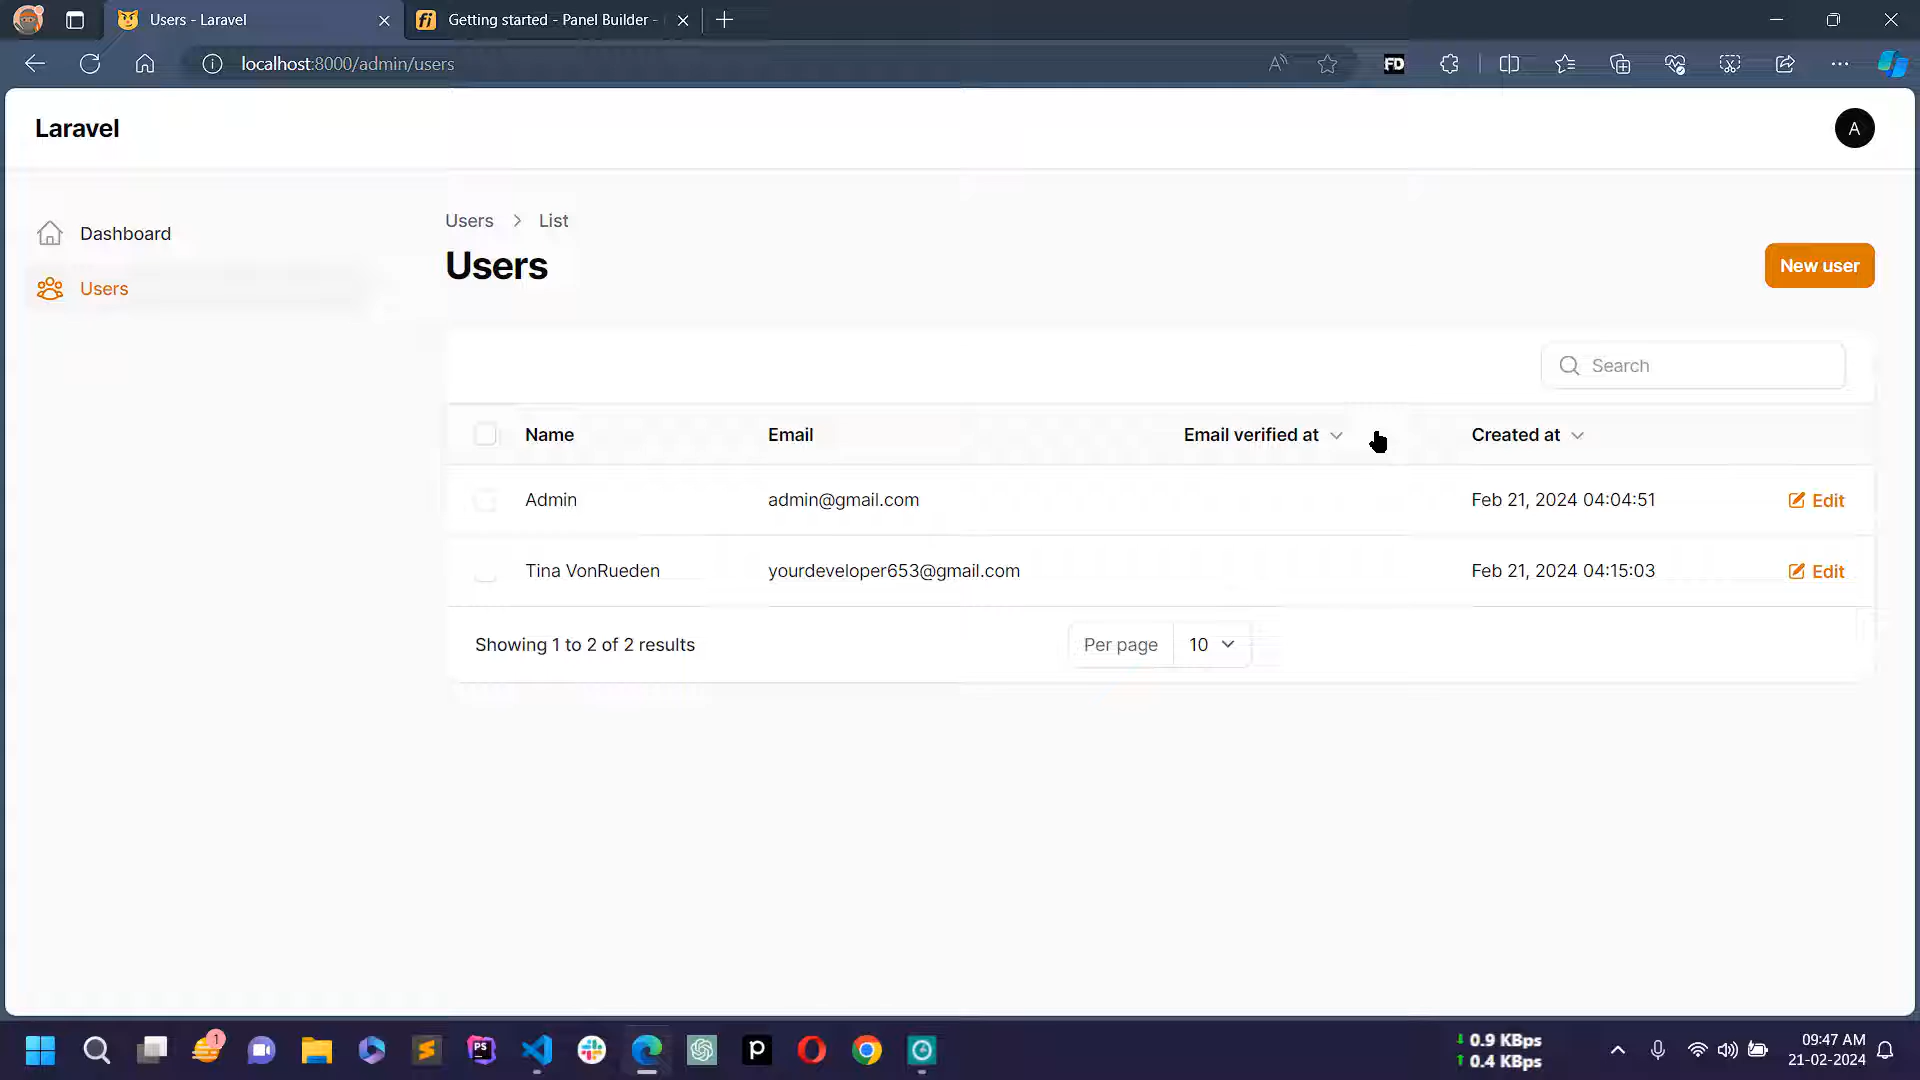 Users - Laravel
Getting started - Panel Builder -
localhost:8000/admin/users
FD
Laravel
A
Dashboard
Users
Users > List
Users
New user
Search
Name Email Email verified at Created at
Admin admin@gmail.com Feb 21, 2024 04:04:51 Edit
Tina VonRueden yourdeveloper653@gmail.com Feb 21, 2024 04:15:03 Edit
Showing 1 to 2 of 2 results
Per page 10
1
PS
p
0.9 KBps
0.4 KBps
09:47 AM
21-02-2024